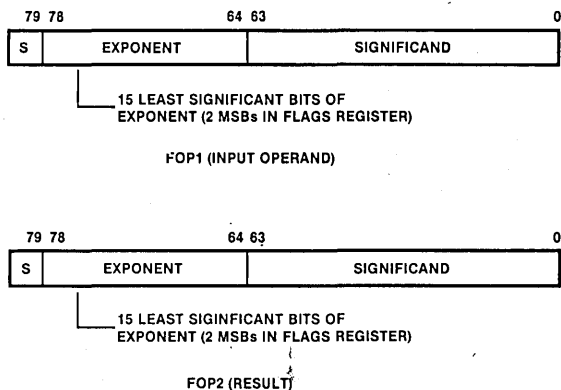 79 78 64 63 0
S EXPONENT SIGNIFICAND
15 LEAST SIGNIFICANT BITS OF
EXPONENT (2 MSBs IN FLAGS REGISTER)
FOP1 (INPUT OPERAND)
79 78 64 63 0
S EXPONENT SIGNIFICAND
15 LEAST SIGINFICANT BITS OF
EXPONENT (2 MSBs IN FLAGS REGISTER)
FOP2 (RESULT)